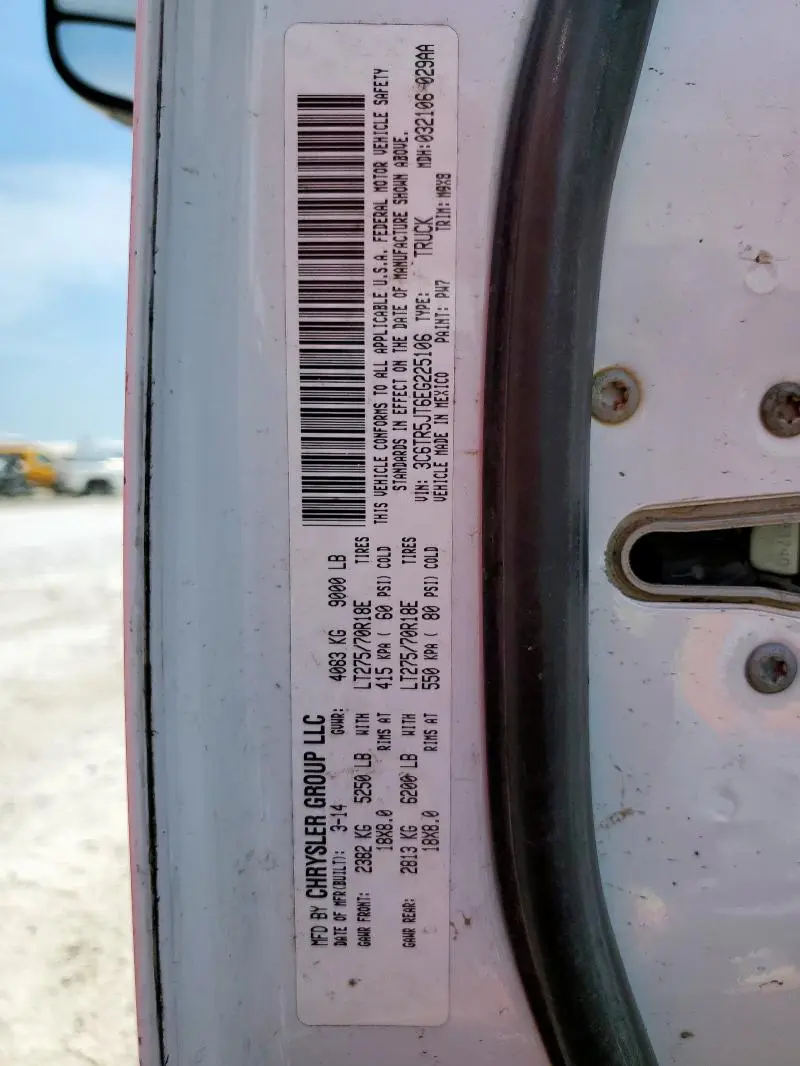 MFD BY CHRYSLER GROUP LLC
DATE OF MFR(BUILT): 3-14 GVWR: 4083 KG 9000 LB
GAWR FRONT: 2382 KG 5250 LB WITH LT275/70R18E TIRES
18X8.0 RIMS AT 415 KPA ( 60 PSI) COLD
GAWR REAR: 2813 KG 6200 LB WITH LT275/70R18E TIRES
18X8.0 RIMS AT 550 KPA ( 80 PSI) COLD
THIS VEHICLE CONFORMS TO ALL APPLICABLE U.S.A. FEDERAL MOTOR VEHICLE SAFETY
STANDARDS IN EFFECT ON THE DATE OF MANUFACTURE SHOWN ABOVE.
VIN: 3C6TR5JT6EG225106 TYPE: TRUCK MDH: 032106 029AA
VEHICLE MADE IN MEXICO PAINT: PW7 TRIM: M9X8